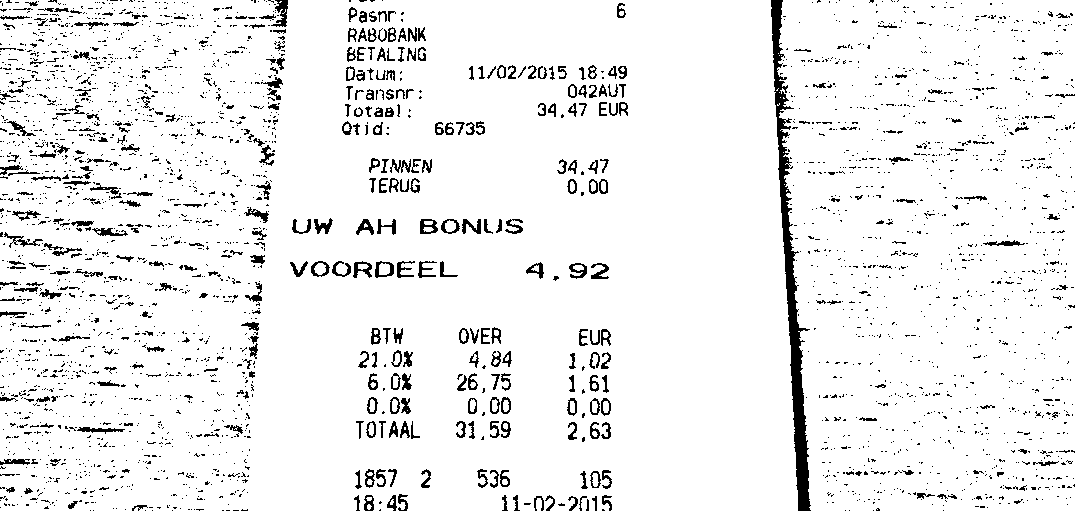 Pasnr: 6
RABOBANK
BETALING
Datum: 11/02/2015 18:49
Transnr: 042AUT
Totaal: 34,47 EUR
Qtid: 66735
PINNEN 34,47
TERUG 0,00
UW AH BONUS
VOORDEEL 4,92
BTW OVER EUR
21.0% 4,84 1,02
6.0% 26,75 1,61
0.0% 0,00 0,00
TOTAAL 31,59 2,63
1857 2 536 105
18:45 11-02-2015